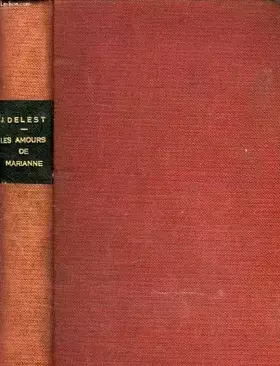 J. DELEST
LES AMOURS
DE
MARIANNE